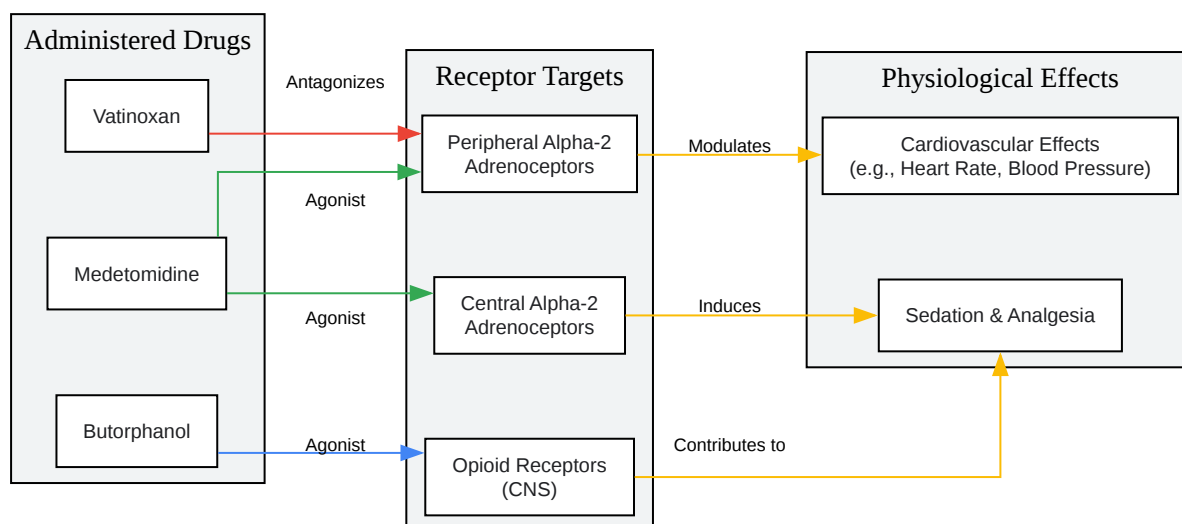 Administered Drugs
Vatinoxan
Medetomidine
Butorphanol
Antagonizes
Agonist
Agonist
Agonist
Receptor Targets
Peripheral Alpha-2
Adrenoceptors
Central Alpha-2
Adrenoceptors
Opioid Receptors
(CNS)
Modulates
Induces
Contributes to
Physiological Effects
Cardiovascular Effects
(e.g., Heart Rate, Blood Pressure)
Sedation & Analgesia